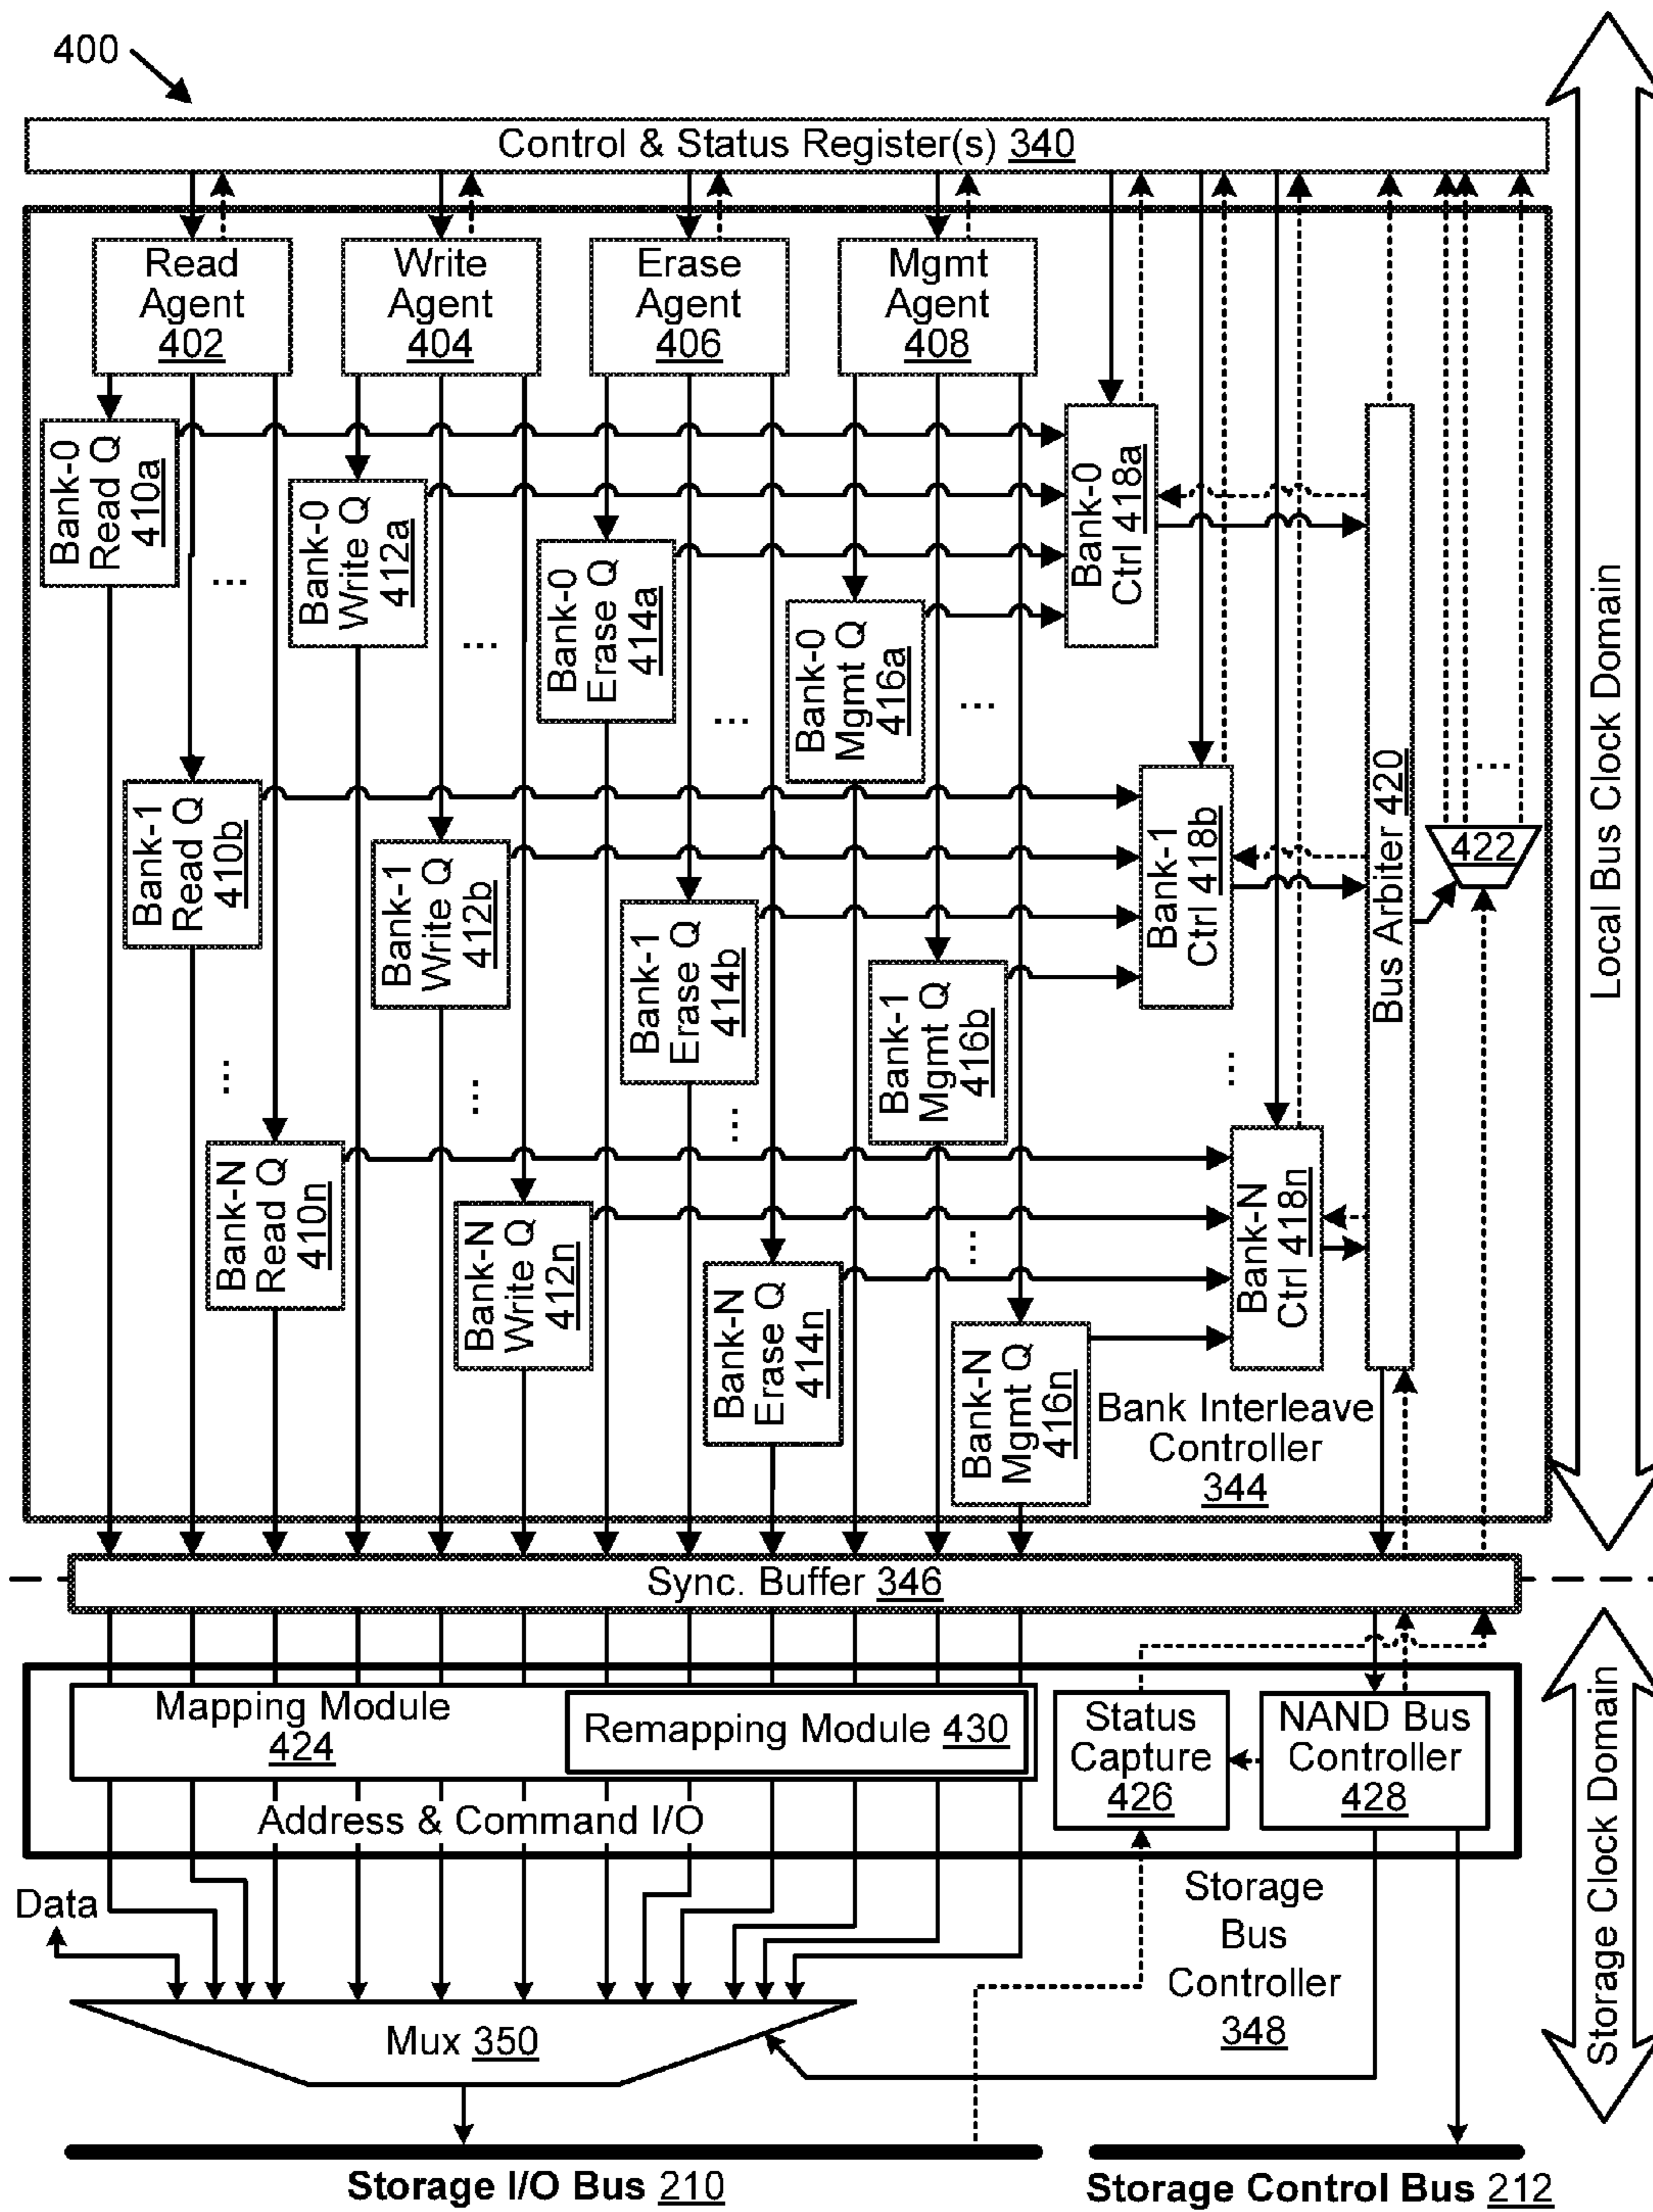 400
Control & Status Register(s) 340
Read
Agent
402
Write
Agent
404
Erase
Agent
406
Mgmt
Agent
408
Bank-0
Read Q
410a
Bank-0
Write Q
412a
Bank-0
Erase Q
414a
Bank-0
Mgmt Q
416a
Bank-0
Ctrl 418a
...
...
...
...
Bank-1
Read Q
410b
Bank-1
Write Q
412b
Bank-1
Erase Q
414b
Bank-1
Mgmt Q
416b
Bank-1
Ctrl 418b
Bus Arbiter 420
...
422
Local Bus Clock Domain
...
...
...
...
...
Bank-N
Read Q
410n
Bank-N
Write Q
412n
Bank-N
Erase Q
414n
Bank-N
Mgmt Q
416n
Bank-N
Ctrl 418n
Bank Interleave
Controller
344
Sync. Buffer 346
Mapping Module
424
Remapping Module 430
Status
Capture
426
NAND Bus
Controller
428
Address & Command I/O
Storage Clock Domain
Data
Storage
Bus
Controller
348
Mux 350
Storage I/O Bus 210
Storage Control Bus 212